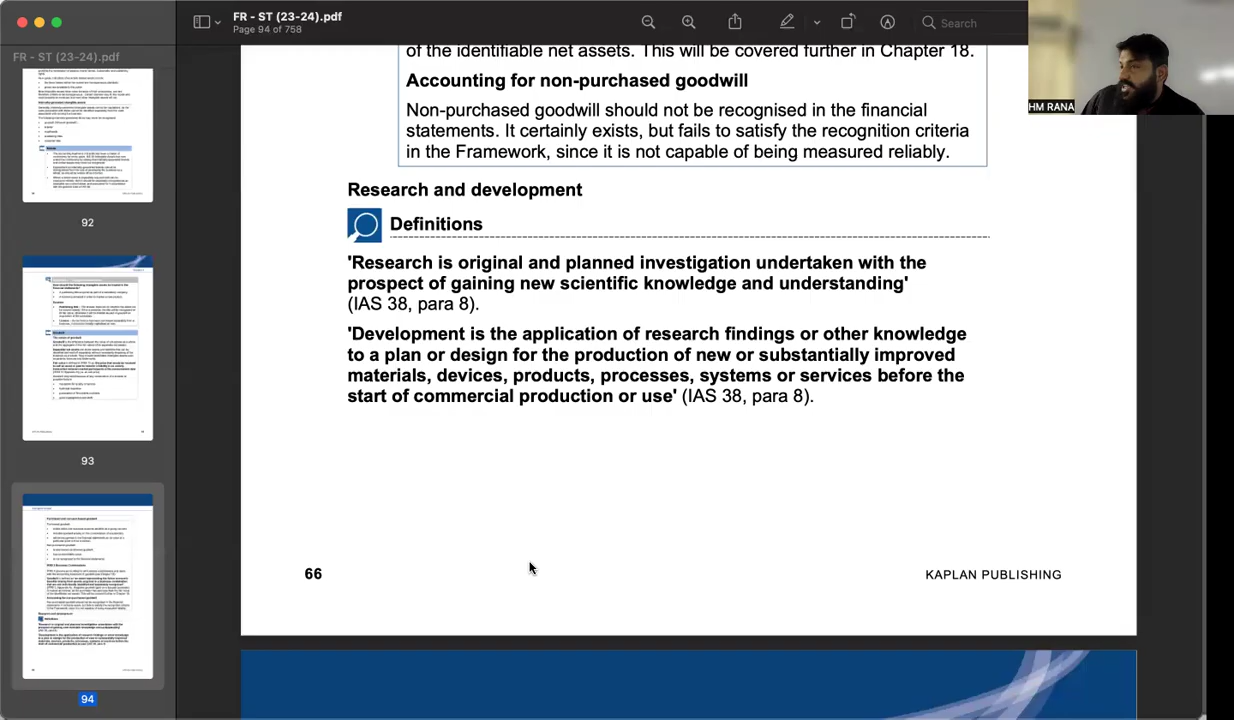 FR - ST (23-24).pdf
Page 94 of 758
Search
FR - ST (23-24).pdf
92
93
94
of the identifiable net assets. This will be covered further in Chapter 18.
Accounting for non-purchased goodwill
Non-purchased goodwill should not be recognised in the financial
statements. It certainly exists, but fails to satisfy the recognition criteria
in the Framework, since it is not capable of being measured reliably.
Research and development
Definitions
'Research is original and planned investigation undertaken with the
prospect of gaining new scientific knowledge and understanding'
(IAS 38, para 8).
'Development is the application of research findings or other knowledge
to a plan or design for the production of new or substantially improved
materials, devices, products, processes, systems or services before the
start of commercial production or use' (IAS 38, para 8).
66
KAPLAN PUBLISHING
HM RANA